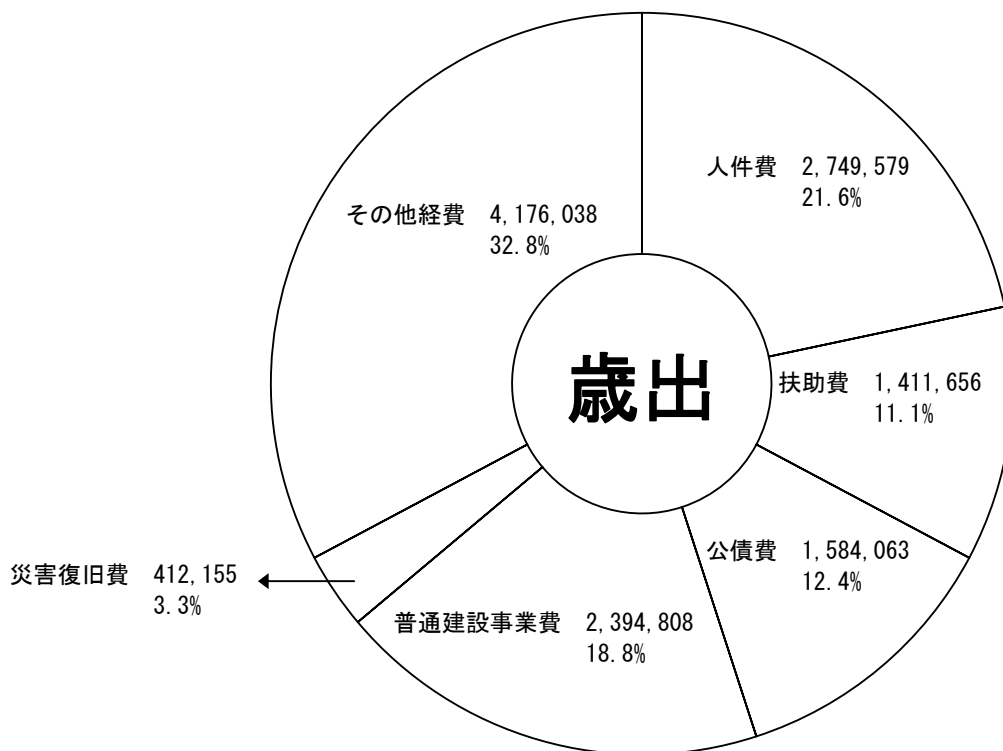 人件費 2,749,579
21.6%
その他経費 4,176,038
32.8%
歳出
扶助費 1,411,656
11.1%
公債費 1,584,063
12.4%
災害復旧費 412,155
3.3%
普通建設事業費 2,394,808
18.8%